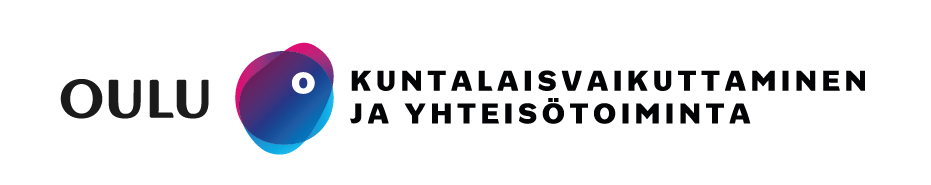 OULU
KUNTALAISVAIKUTTAMINEN
JA YHTEISÖTOIMINTA